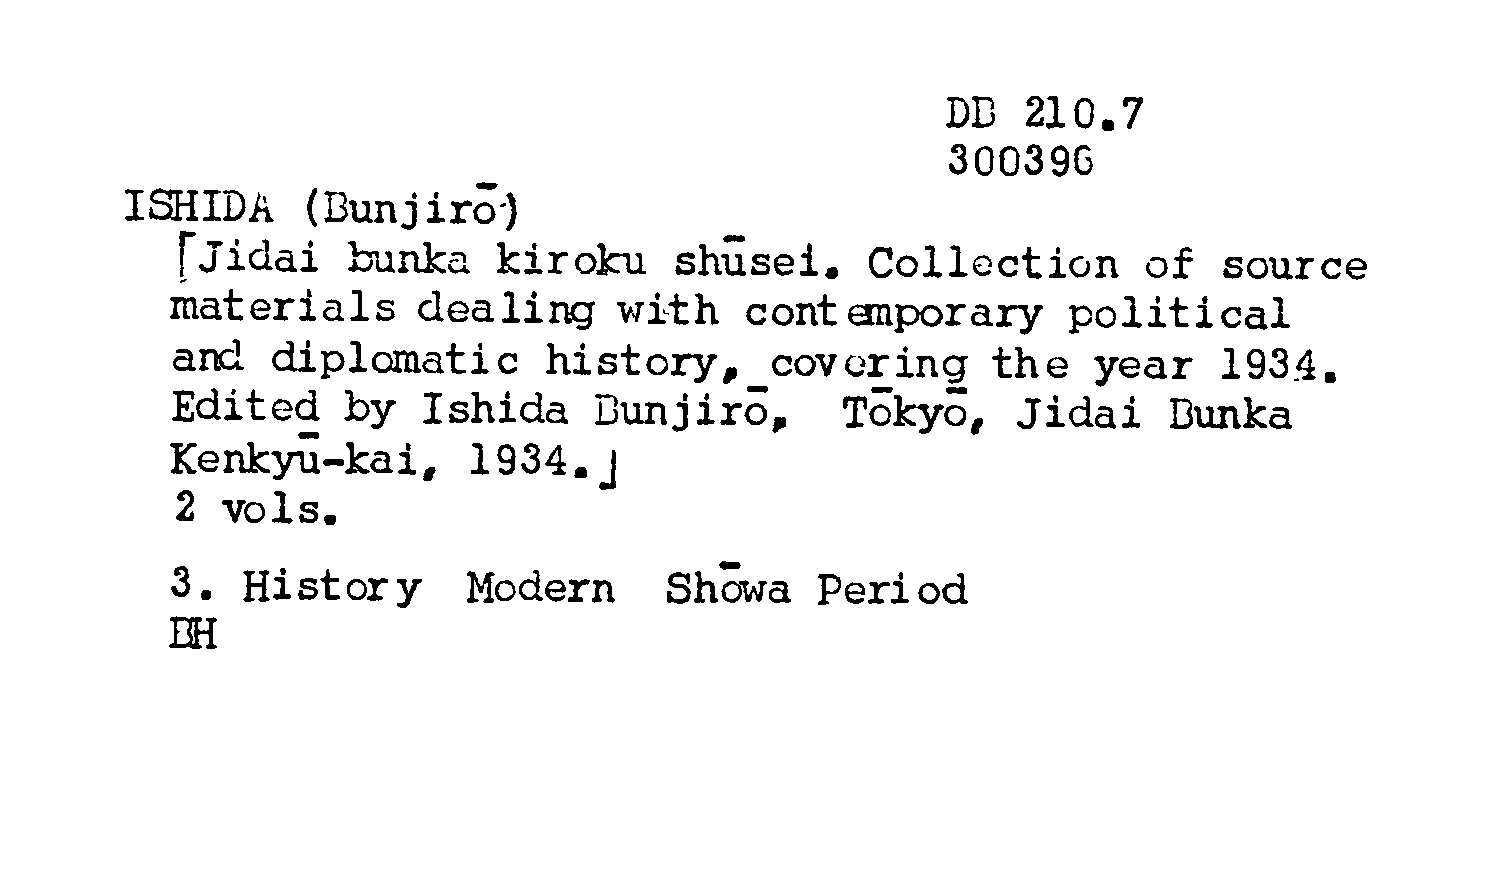 DB 210.7
300396
ISHIDA (Bunjirō)
「Jidai bunka kiroku shūsei. Collection of source
materials dealing with contemporary political
and diplomatic history, covering the year 1934.
Edited by Ishida Bunjirō, Tōkyō, Jidai Bunka
Kenkyū-kai, 1934.」
2 vols.
3. History Modern Shōwa Period
BH